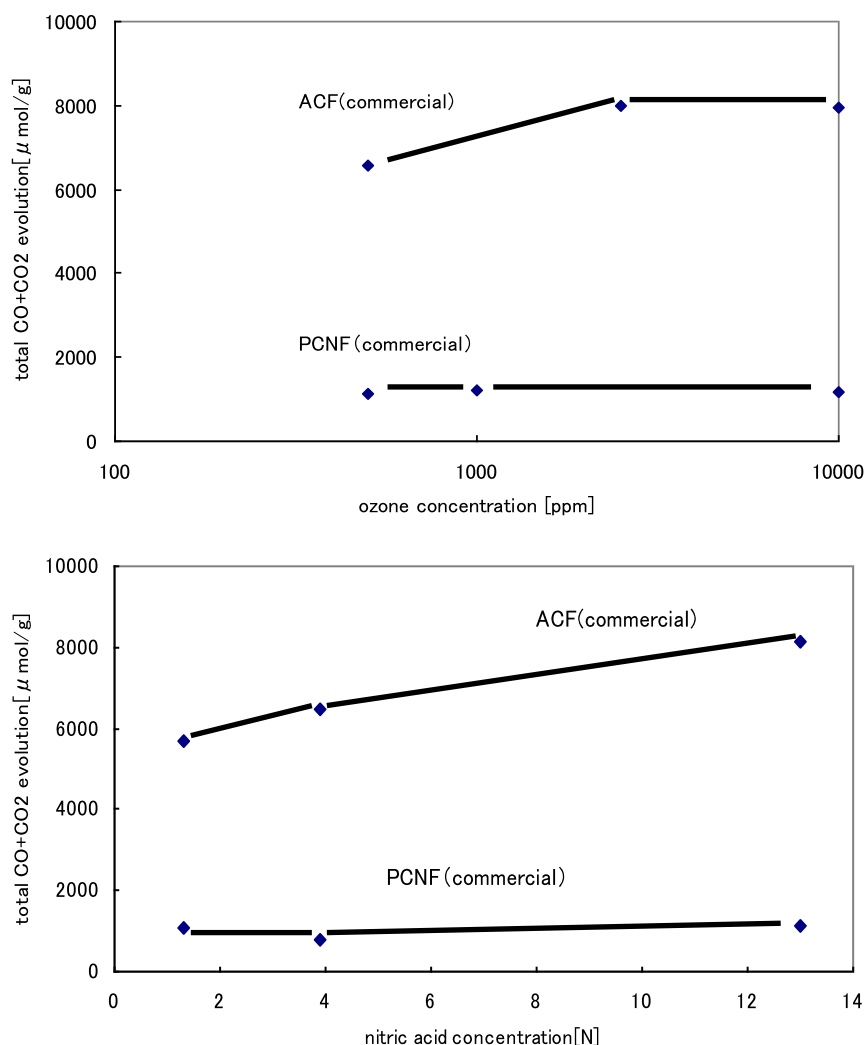 10000
8000
6000
4000
2000
0
total CO+CO2 evolution[μ mol/g]
ACF(commercial)
PCNF(commercial)
100
1000
10000
ozone concentration [ppm]
10000
8000
6000
4000
2000
0
total CO+CO2 evolution[μ mol/g]
ACF(commercial)
PCNF(commercial)
0
2
4
6
8
10
12
14
nitric acid concentration[N]